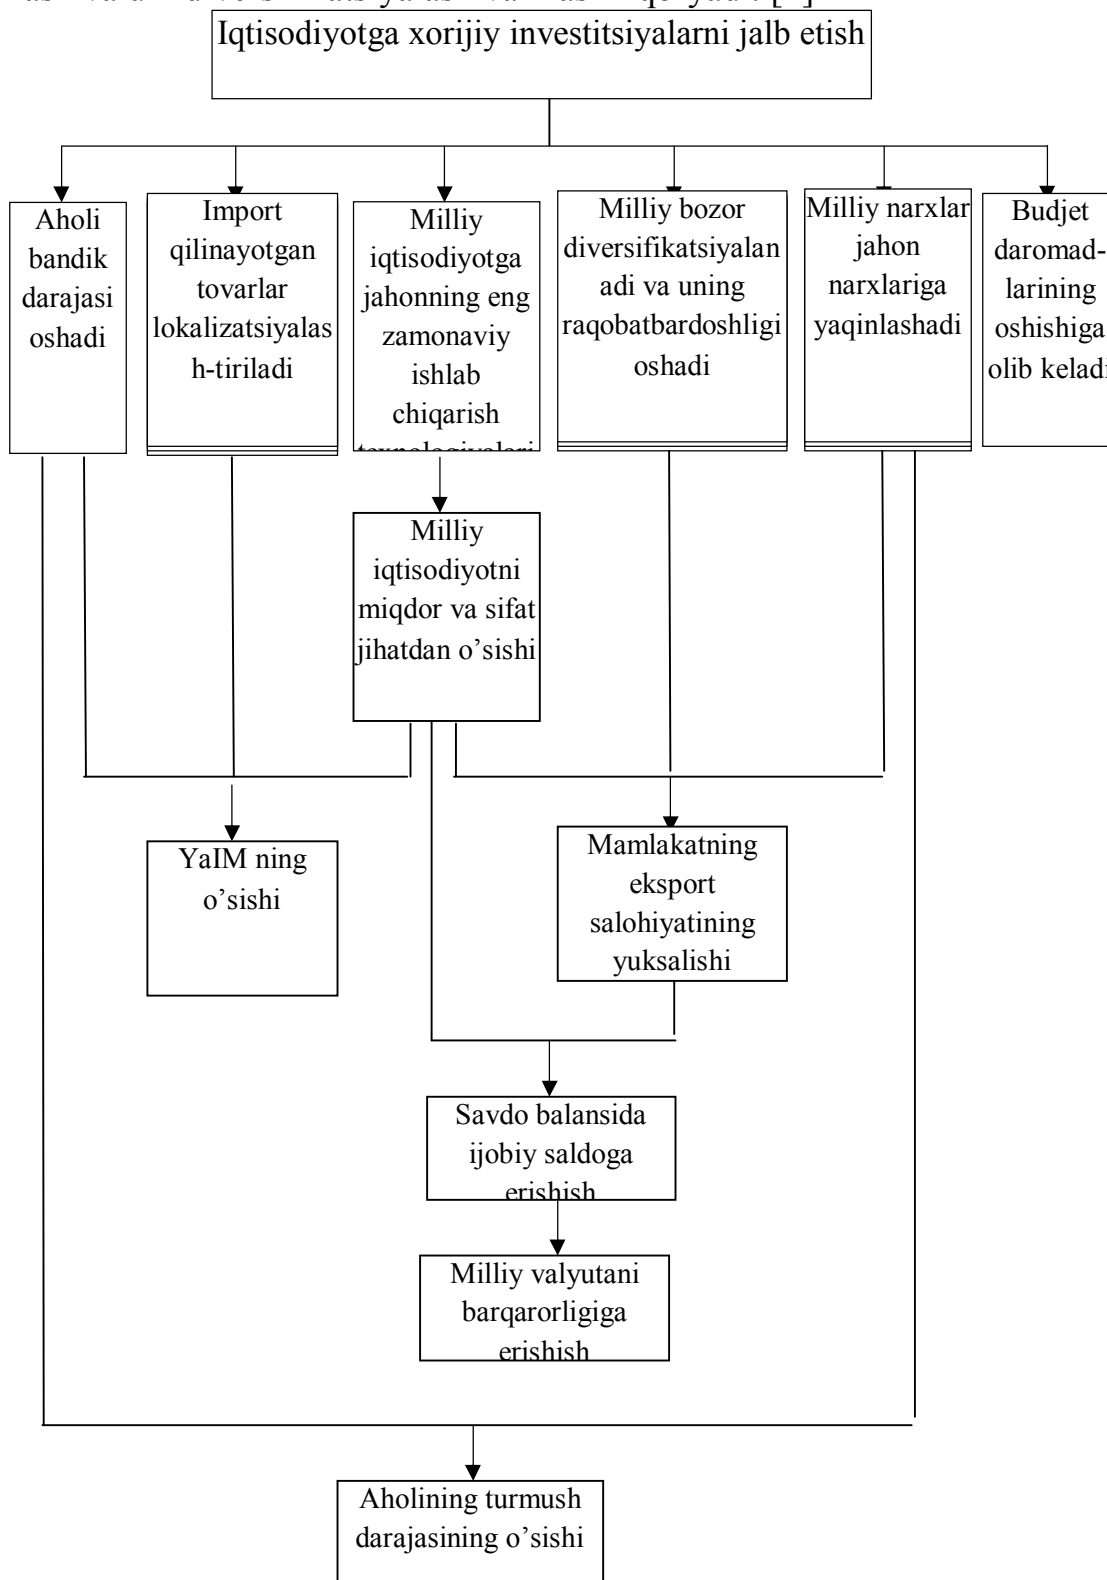 Iqtisodiyotga xorijiy investitsiyalarni jalb etish
Aholi
bandik
darajasi
oshadi
Import
qilinayotgan
tovarlar
lokalizatsiyalas
h-tiriladi
Milliy
iqtisodiyotga
jahonning eng
zamonaviy
ishlab
chiqarish
texnologiyalari
Milliy bozor
diversifikatsiyalan
adi va uning
raqobatbardoshligi
oshadi
Milliy narxlar
jahon
narxlariga
yaqinlashadi
Budjet
daromad-
larining
oshishiga
olib keladi
Milliy
iqtisodiyotni
miqdor va sifat
jihatdan o’sishi
YaIM ning
o’sishi
Mamlakatning
eksport
salohiyatining
yuksalishi
Savdo balansida
ijobiy saldoga
erishish
Milliy valyutani
barqarorligiga
erishish
Aholining turmush
darajasining o’sishi